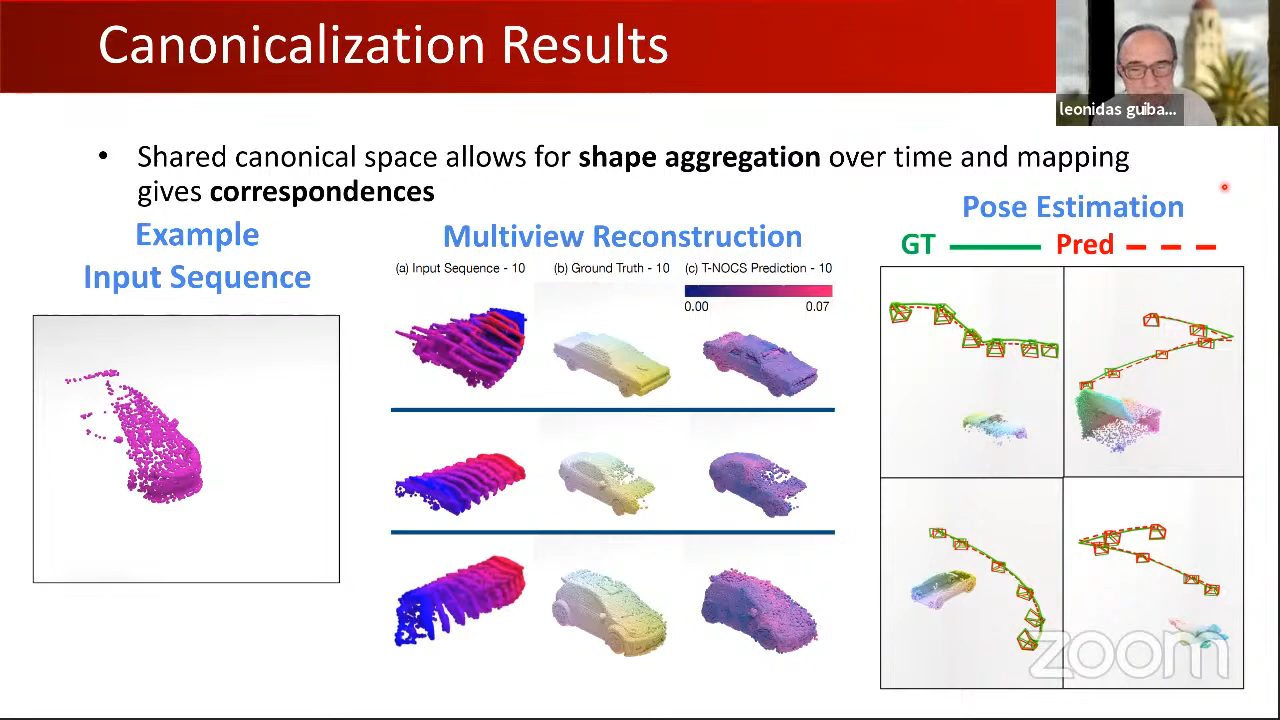 Canonicalization Results
leonidas guiba...
• Shared canonical space allows for shape aggregation over time and mapping
gives correspondences
Example
Input Sequence
Multiview Reconstruction
(a) Input Sequence - 10 (b) Ground Truth - 10 (c) T-NOCS Prediction - 10
0.00 0.07
Pose Estimation
GT Pred
zoom